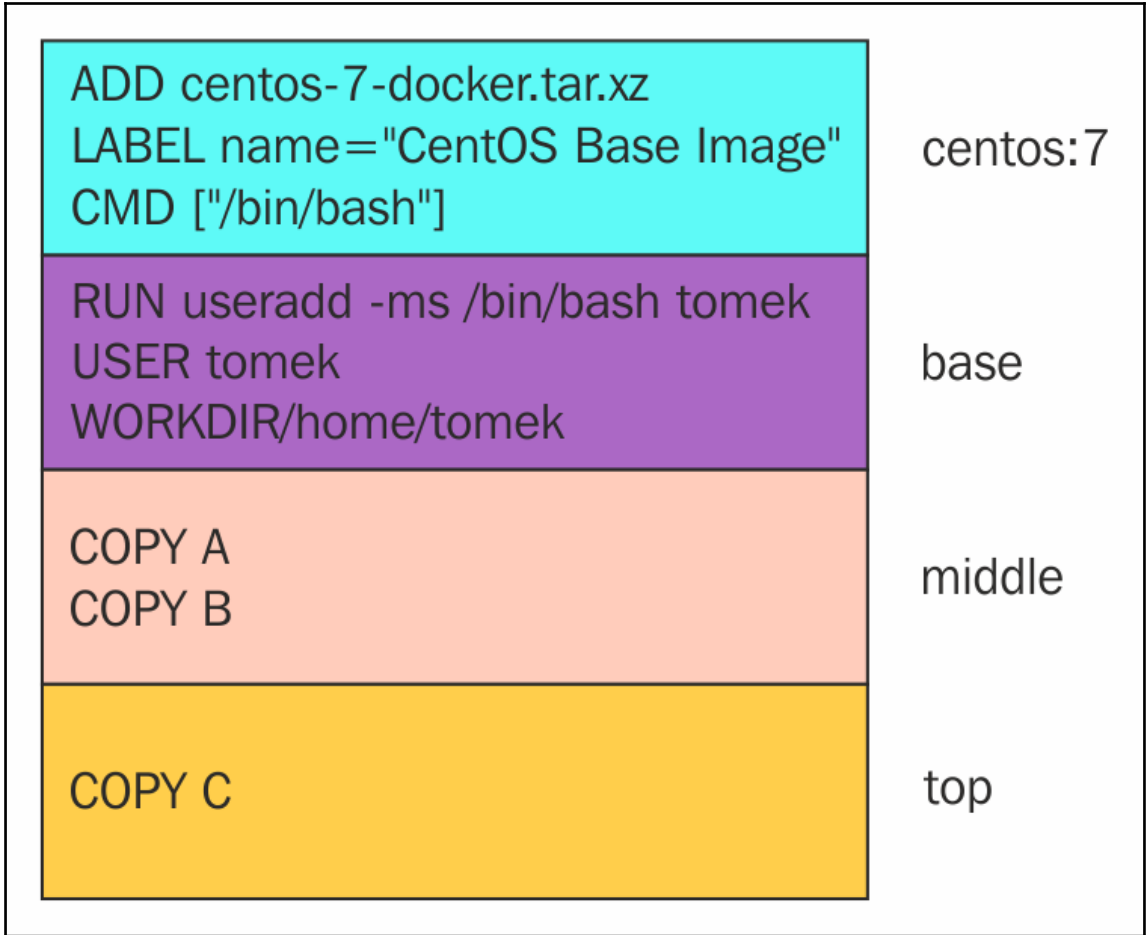 ADD centos-7-docker.tar.xz
LABEL name="CentOS Base Image"
CMD ["/bin/bash"]
centos:7
RUN useradd -ms /bin/bash tomek
USER tomek
WORKDIR/home/tomek
base
COPY A
COPY B
middle
COPY C
top